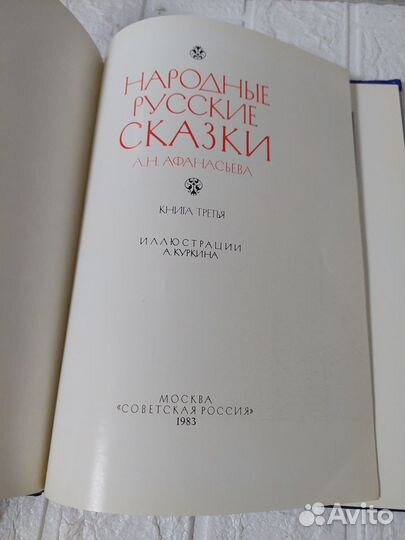 НАРОДНЫЕ
РУССКИЕ
СКАЗКИ
А.Н. АФАНАСЬЕВА
КНИГА ТРЕТЬЯ
ИЛЛЮСТРАЦИИ
А. КУРКИНА
МОСКВА
«СОВЕТСКАЯ РОССИЯ»
1983
Avito